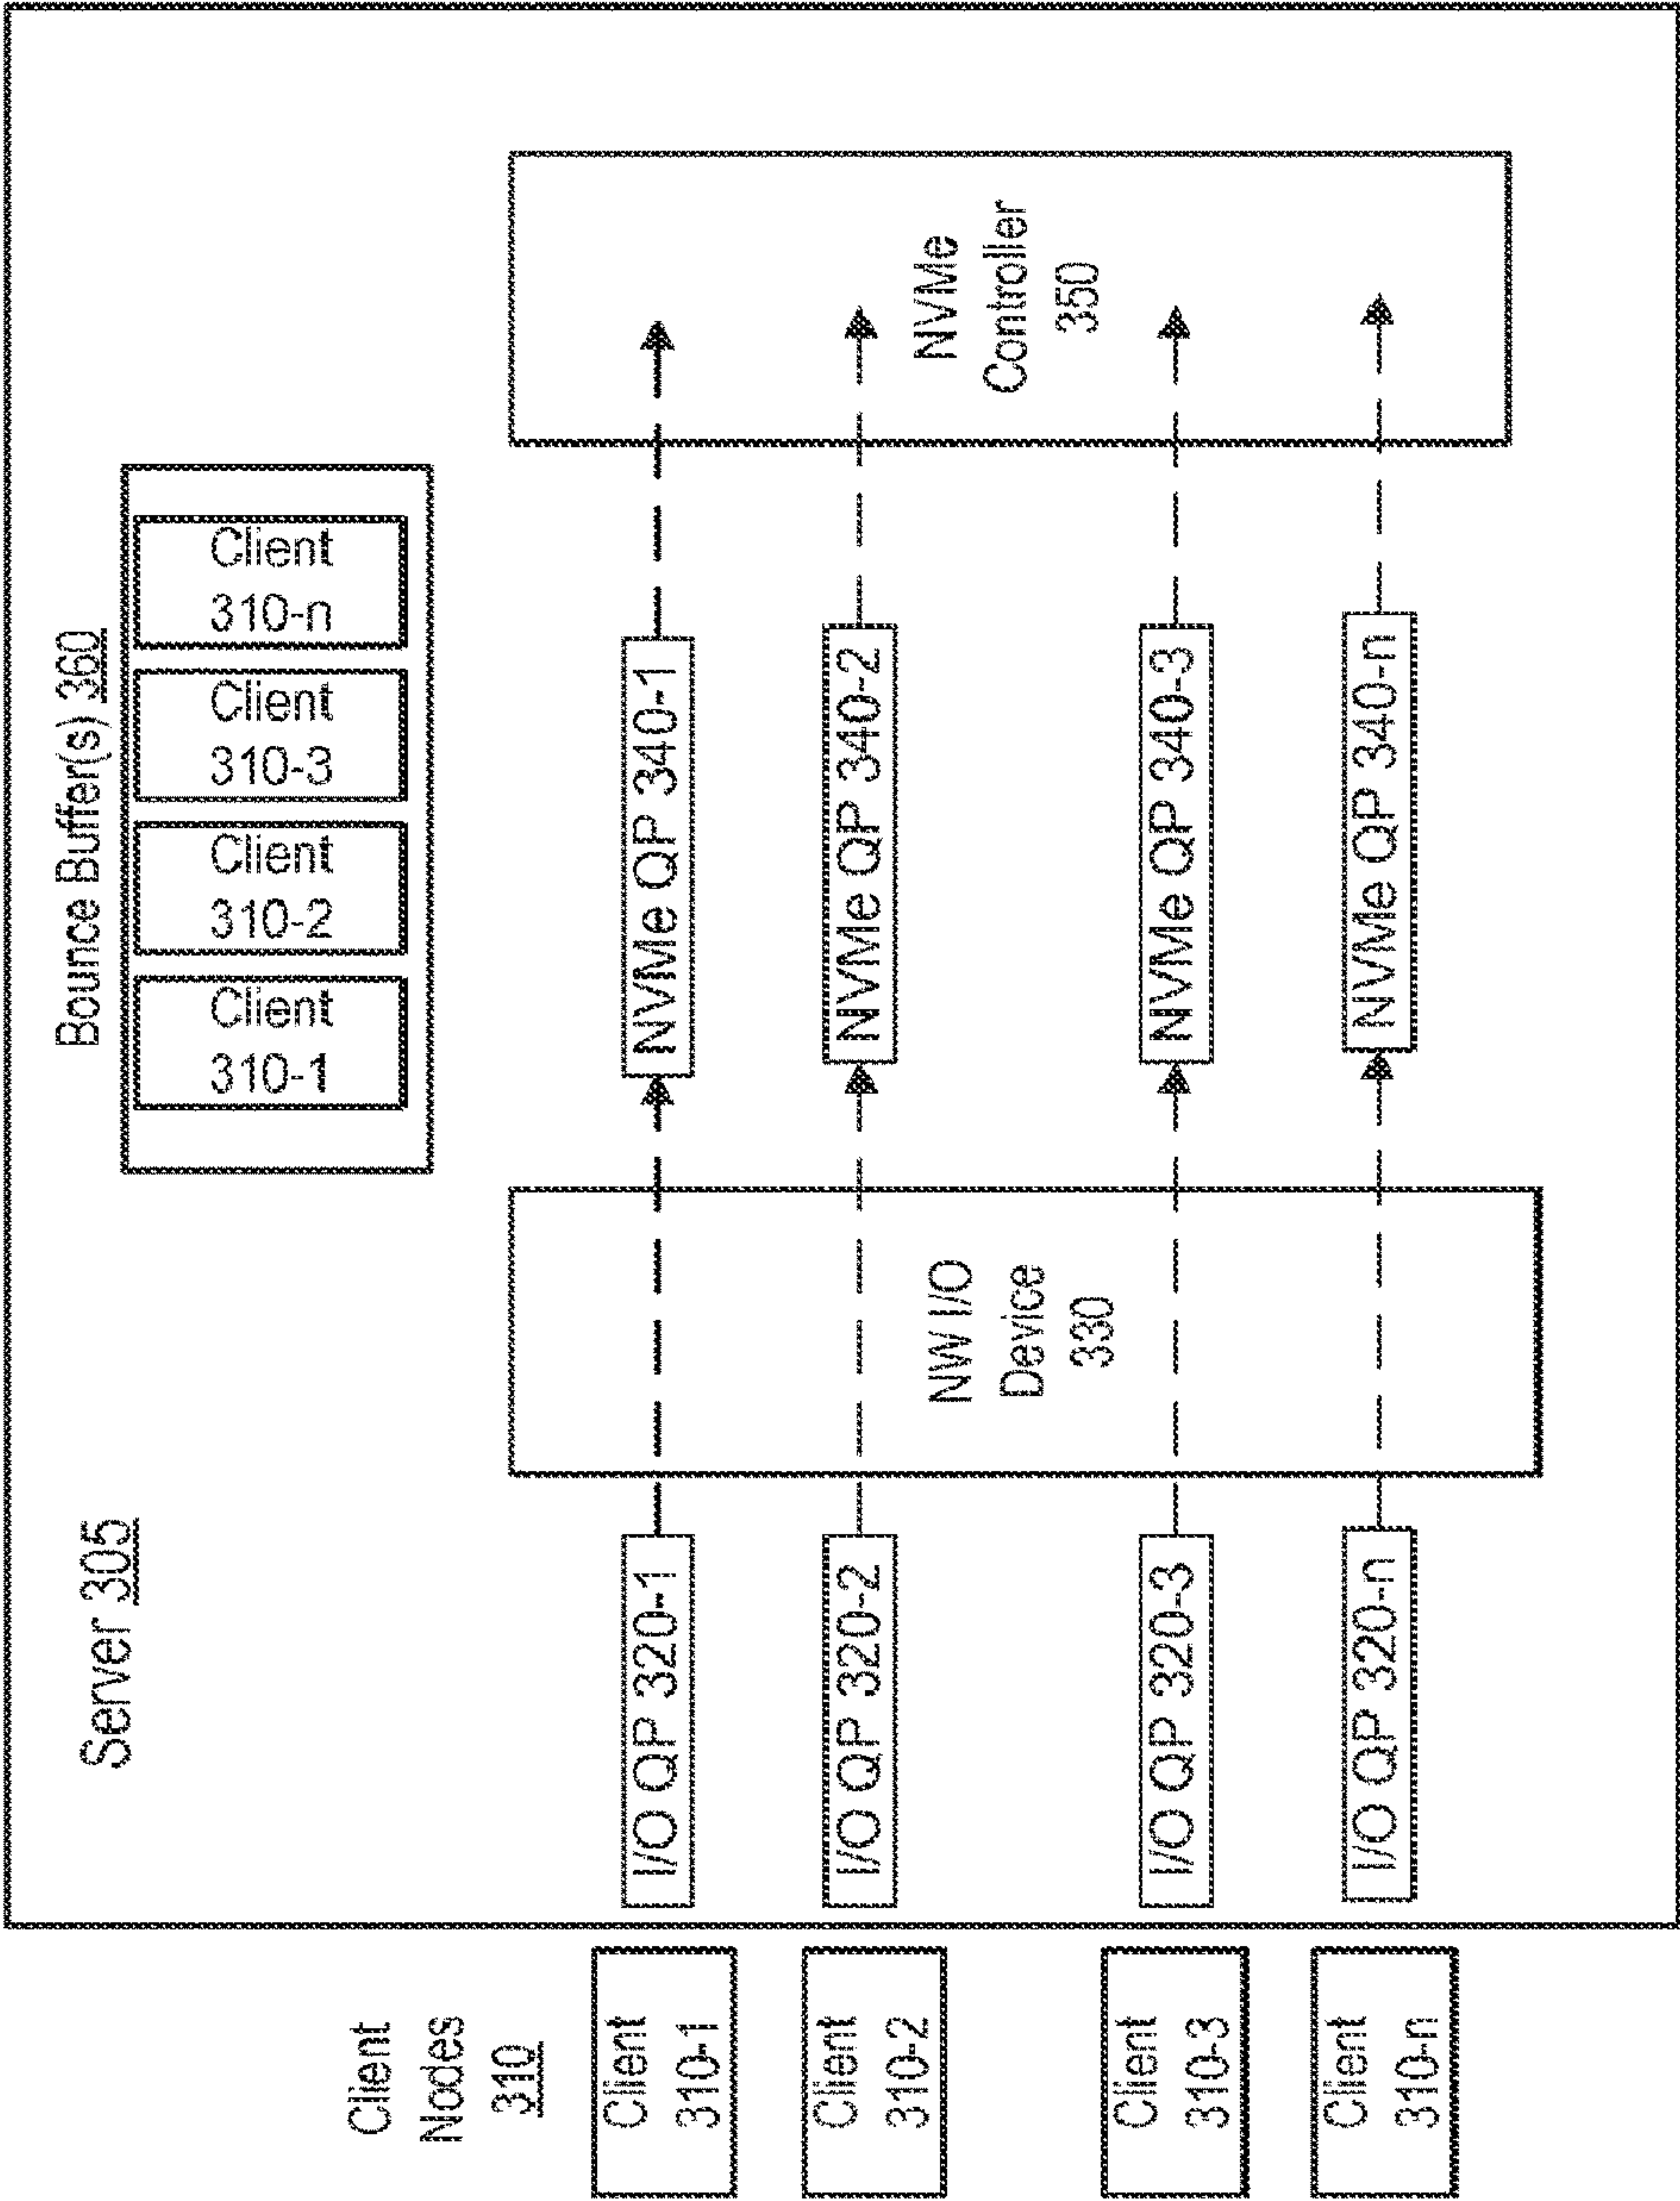 Server 305
Bounce Buffer(s) 360
Client
310-1
Client
310-2
Client
310-3
Client
310-n
Client
Nodes
310
Client
310-1
I/O QP 320-1
NVMe QP 340-1
Client
310-2
I/O QP 320-2
NVMe QP 340-2
NW I/O
Device
330
NVMe
Controller
350
Client
310-3
I/O QP 320-3
NVMe QP 340-3
Client
310-n
I/O QP 320-n
NVMe QP 340-n